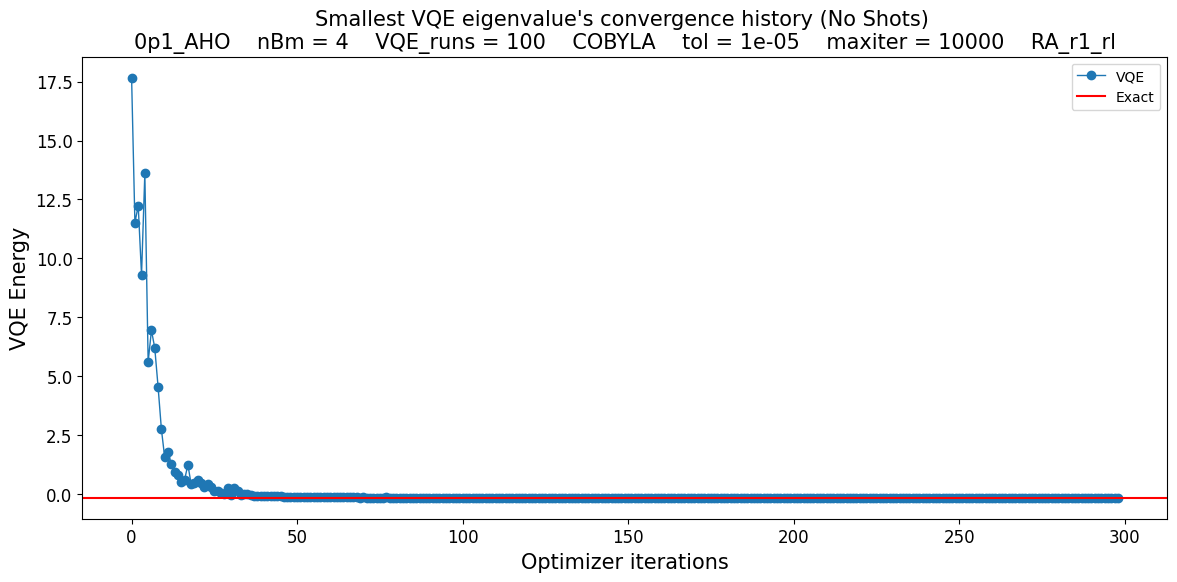 Smallest VQE eigenvalue's convergence history (No Shots)
0p1_AHO nBm = 4 VQE_runs = 100 COBYLA tol = 1e-05 maxiter = 10000 RA_r1_rl
VQE
Exact
VQE Energy
17.5
15.0
12.5
10.0
7.5
5.0
2.5
0.0
0 50 100 150 200 250 300
Optimizer iterations